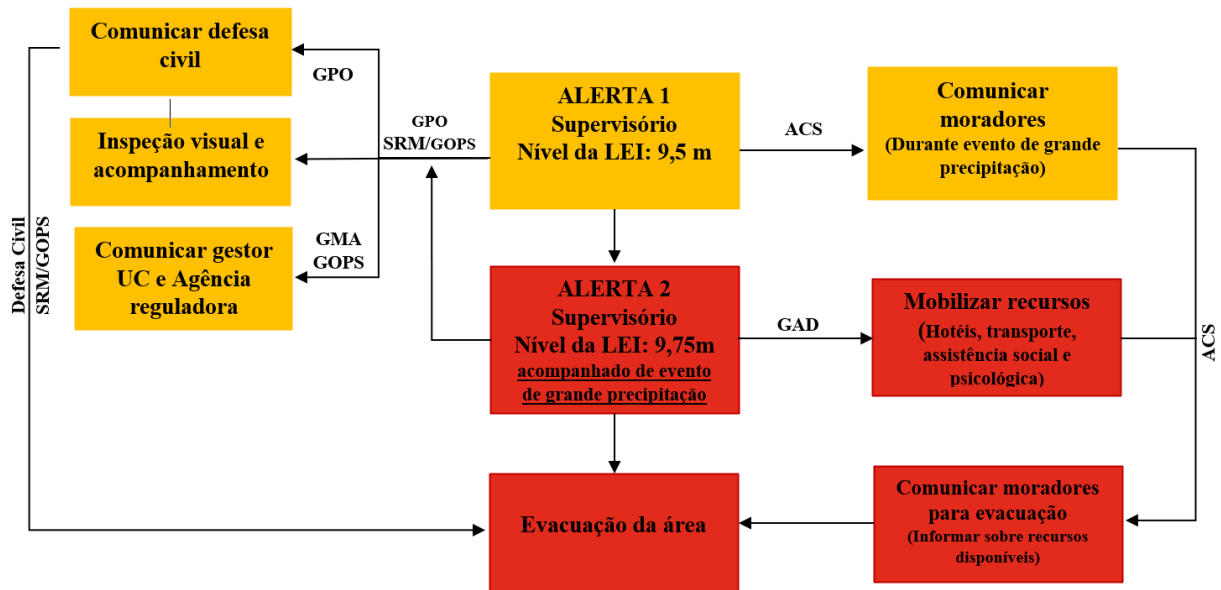 Comunicar defesa
civil
GPO
Inspeção visual e
acompanhamento
GPO
SRM/GOPS
Comunicar gestor
UC e Agência
reguladora
GMA
GOPS
Defesa Civil
SRM/GOPS
ALERTA 1
Supervisório
Nível da LEI: 9,5 m
ACS
Comunicar
moradores
(Durante evento de grande
precipitação)
ALERTA 2
Supervisório
Nível da LEI: 9,75m
acompanhado de evento
de grande precipitação
GAD
Mobilizar recursos
(Hotéis, transporte,
assistência social e
psicológica)
ACS
Evacuação da área
Comunicar moradores
para evacuação
(Informar sobre recursos
disponíveis)